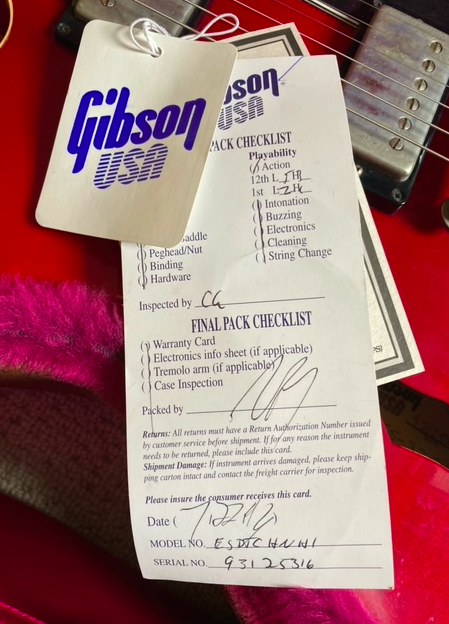 Gibson
USA
son
USA
PACK CHECKLIST
Playability
( ) Action
12th L
1st L
( ) Intonation
( ) Buzzing
( ) Electronics
( ) Cleaning
( ) String Change
addle
( ) Peghead/Nut
( ) Binding
( ) Hardware
Inspected by CG
FINAL PACK CHECKLIST
( ) Warranty Card
( ) Electronics info sheet (if applicable)
( ) Tremolo arm (if applicable)
( ) Case Inspection
Packed by
Returns: All returns must have a Return Authorization Number issued
by customer service before shipment. If for any reason the instrument
needs to be returned, please include this card.
Shipment Damage: If instrument arrives damaged, please keep ship-
ping carton intact and contact the freight carrier for inspection.
Please insure the consumer receives this card.
Date (
MODEL NO. ESDTCHNH1
SERIAL NO. 93125316